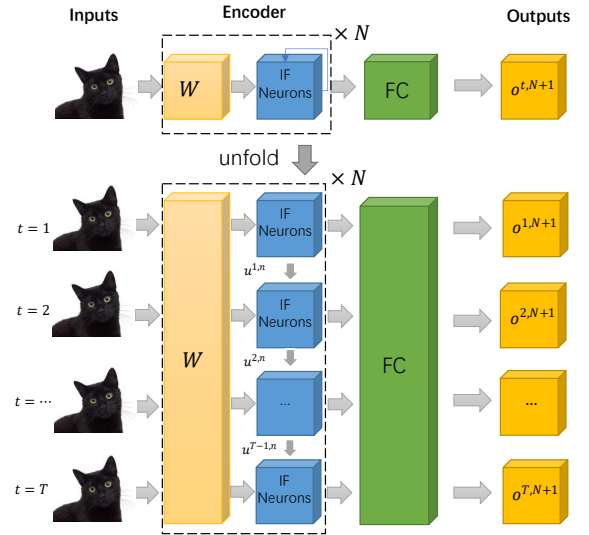 Inputs
Encoder
Outputs
× N
W
IF
Neurons
FC
o^{t,N+1}
unfold
× N
t = 1
IF
Neurons
o^{1,N+1}
u^{1,n}
t = 2
IF
Neurons
o^{2,N+1}
u^{2,n}
W
FC
t = ···
...
...
u^{T−1,n}
t = T
IF
Neurons
o^{T,N+1}